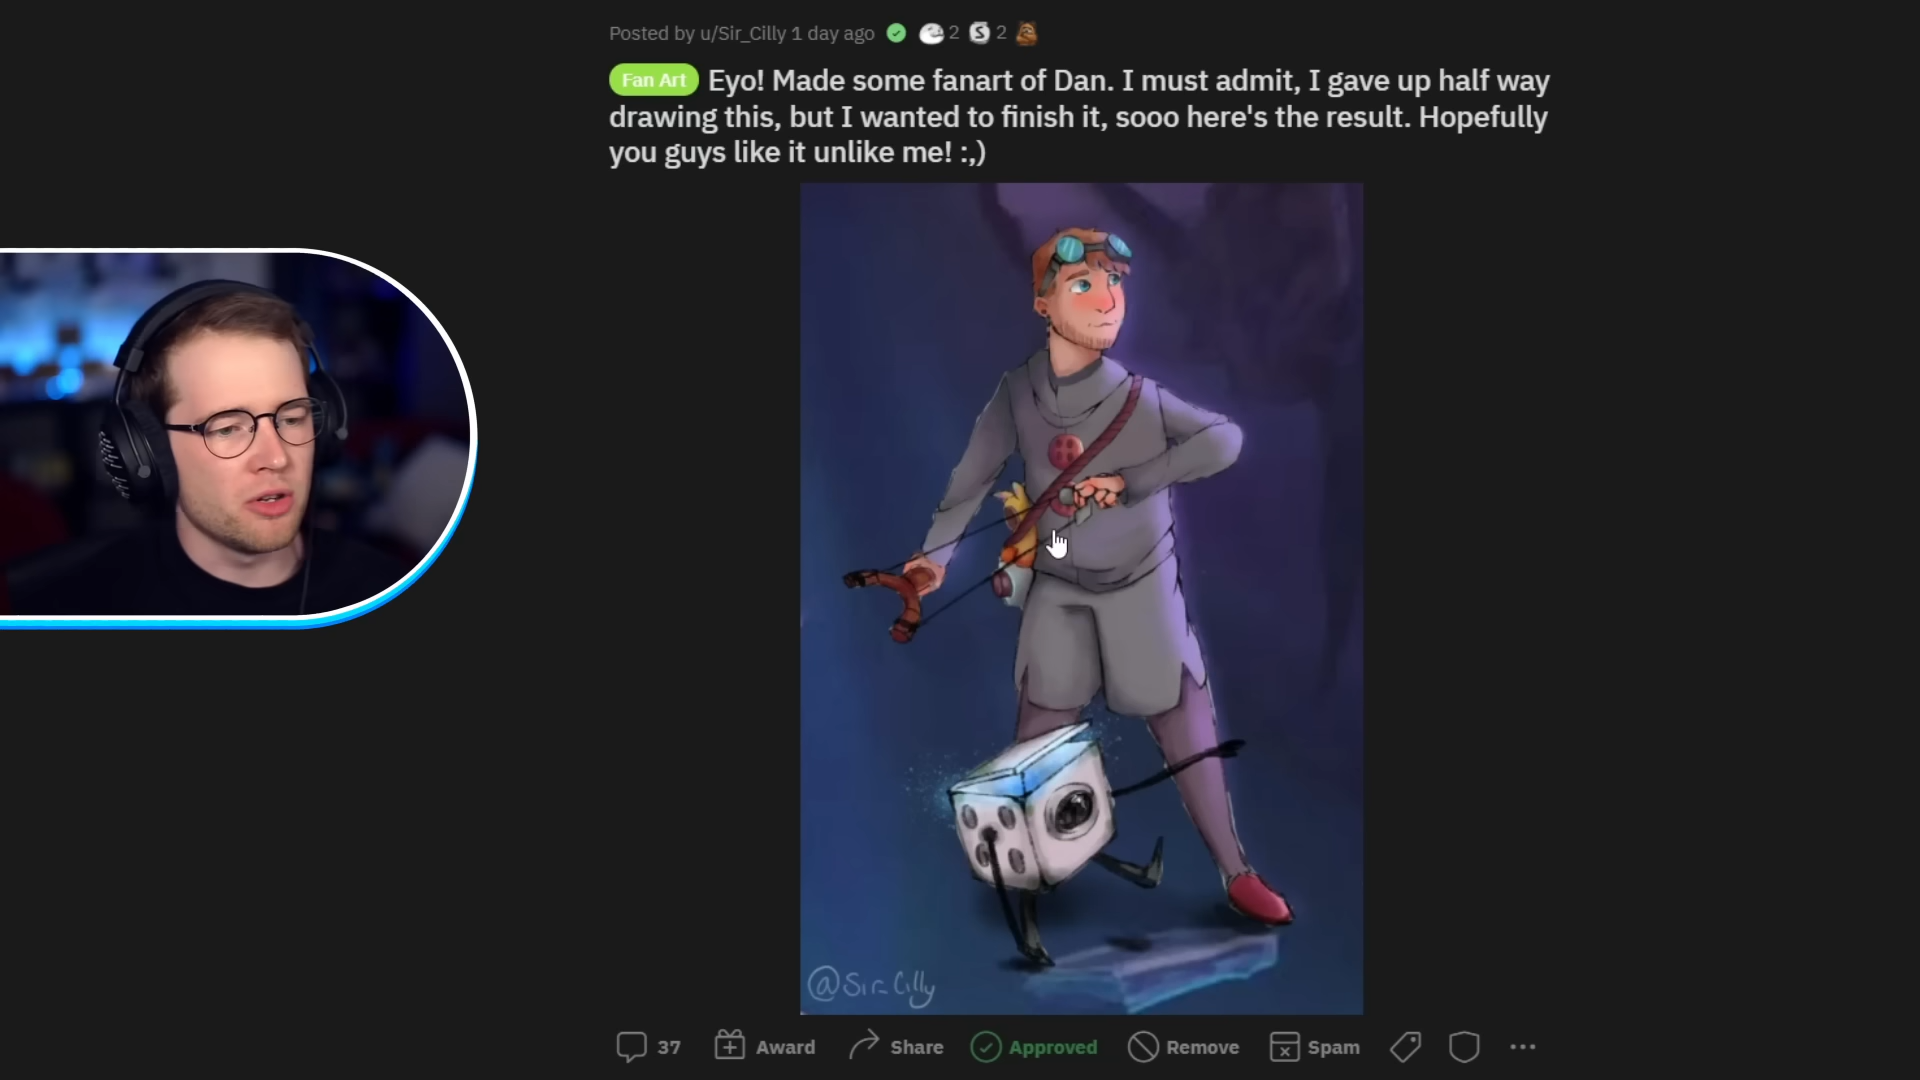 Posted by u/Sir_Cilly 1 day ago 2 2
Fan Art Eyo! Made some fanart of Dan. I must admit, I gave up half way
drawing this, but I wanted to finish it, sooo here's the result. Hopefully
you guys like it unlike me! :,)
@Sir_Cilly
37 Award Share Approved Remove Spam